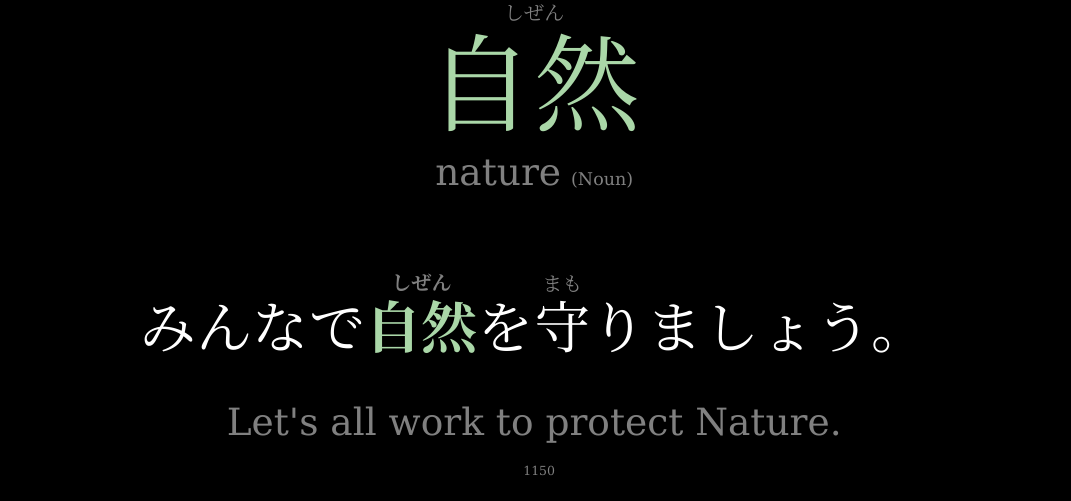 しぜん
自然
nature (Noun)
しぜん まも
みんなで自然を守りましょう。
Let's all work to protect Nature.
1150